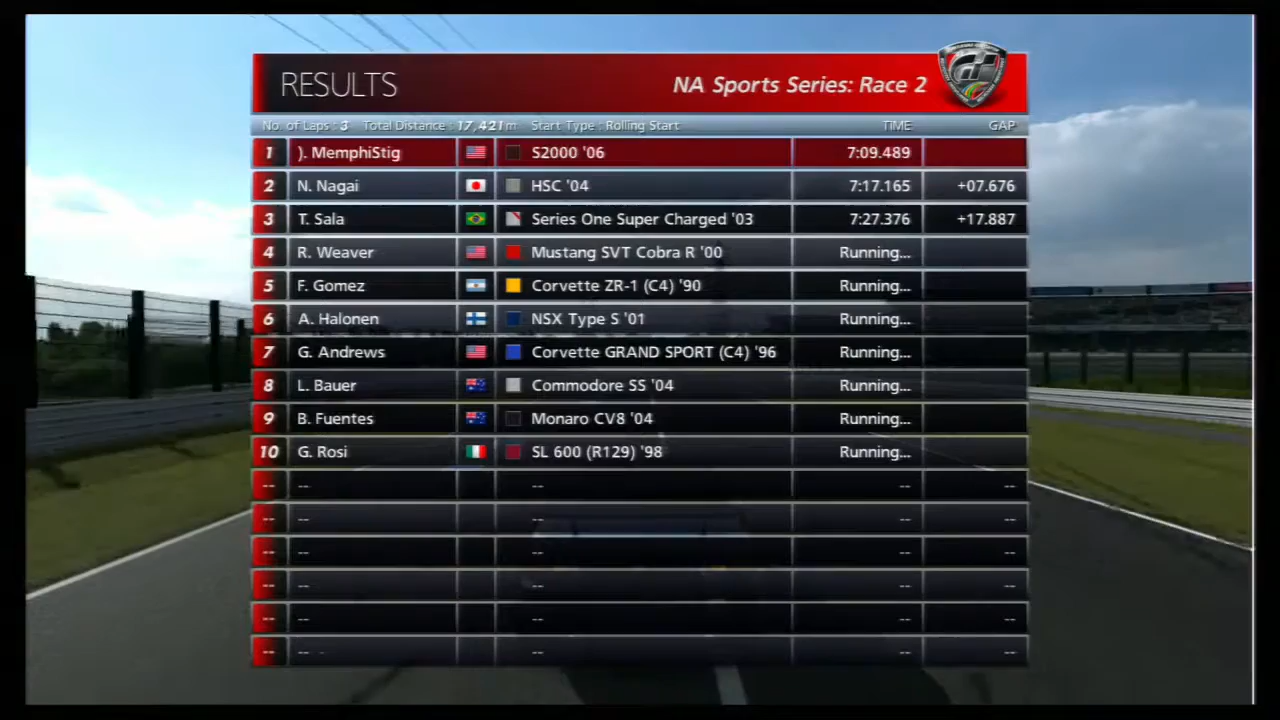 RESULTS NA Sports Series: Race 2
No. of Laps : 3 Total Distance : 17,421m Start Type : Rolling Start TIME GAP
1 ). MemphiStig S2000 '06 7:09.489
2 N. Nagai HSC '04 7:17.165 +07.676
3 T. Sala Series One Super Charged '03 7:27.376 +17.887
4 R. Weaver Mustang SVT Cobra R '00 Running...
5 F. Gomez Corvette ZR-1 (C4) '90 Running...
6 A. Halonen NSX Type S '01 Running...
7 G. Andrews Corvette GRAND SPORT (C4) '96 Running...
8 L. Bauer Commodore SS '04 Running...
9 B. Fuentes Monaro CV8 '04 Running...
10 G. Rosi SL 600 (R129) '98 Running...
-- -- -- -- --
-- -- -- -- --
-- -- -- -- --
-- -- -- -- --
-- -- -- -- --
-- -- -- -- --